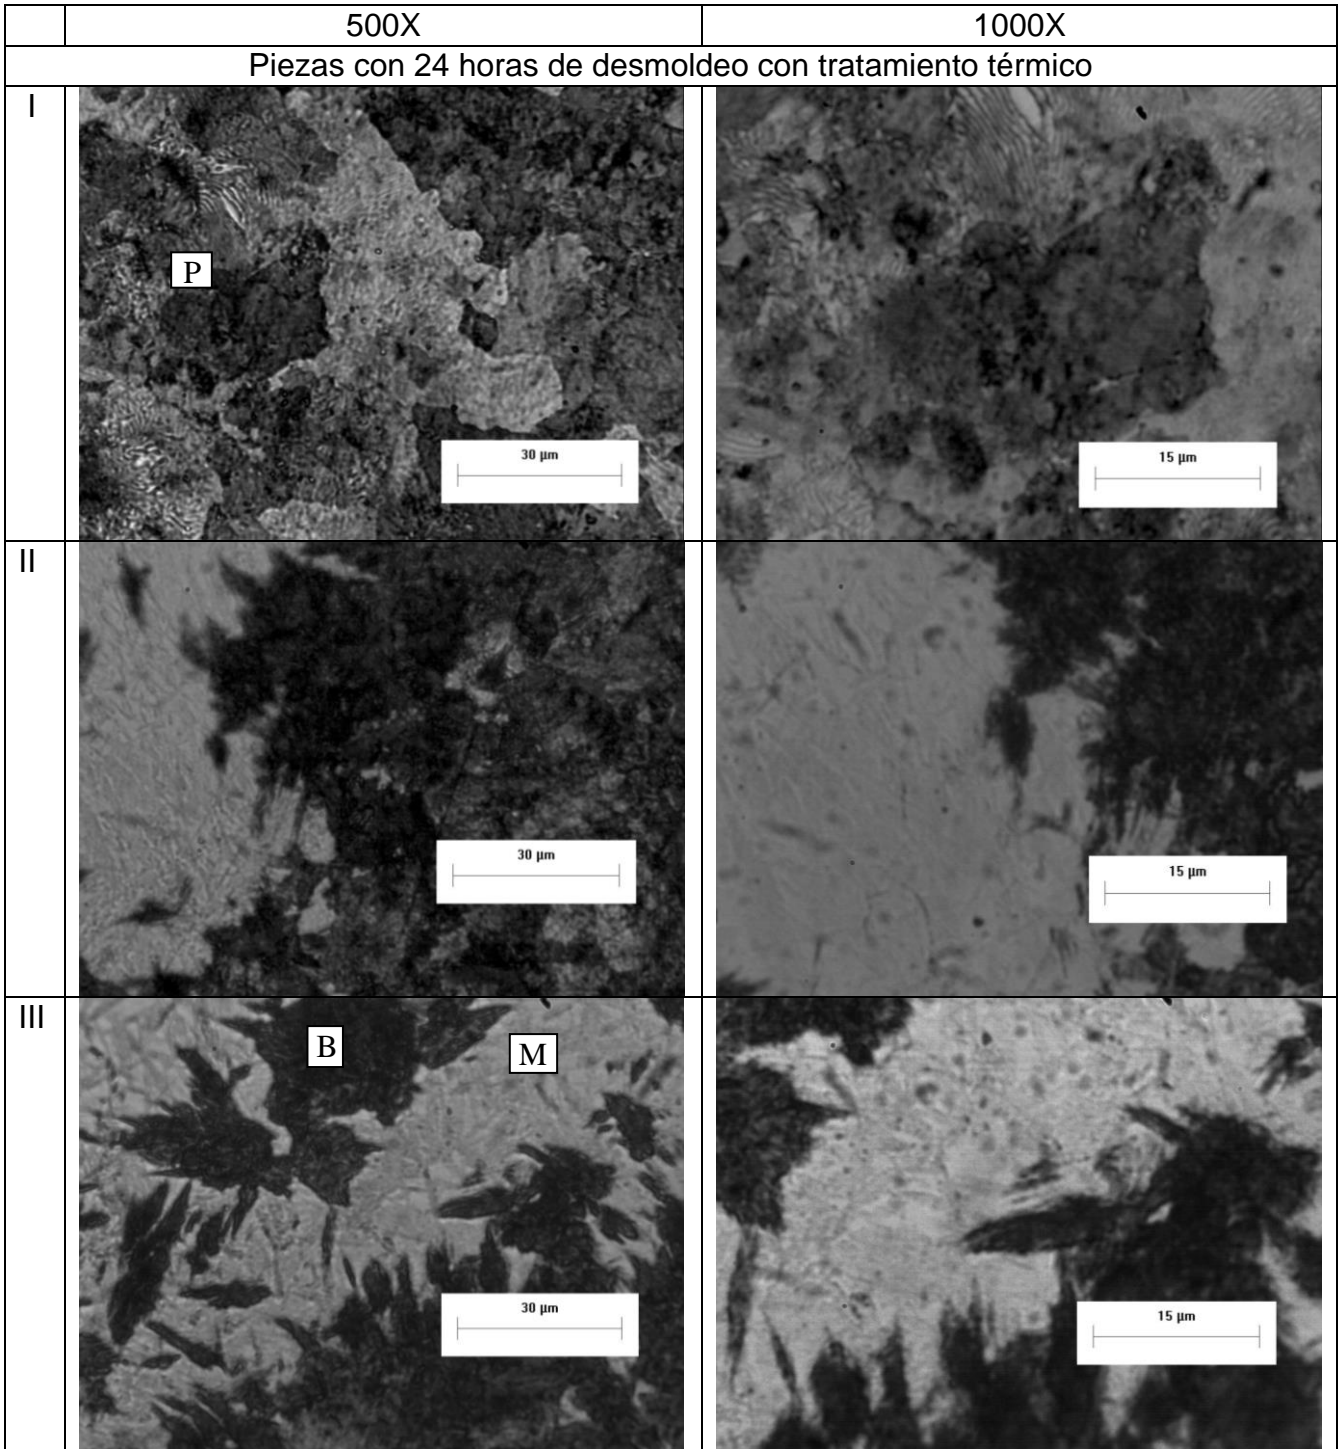 500X 1000X
Piezas con 24 horas de desmoldeo con tratamiento térmico
I
P
30 µm
15 µm
II
30 µm
15 µm
III
B
M
30 µm
15 µm